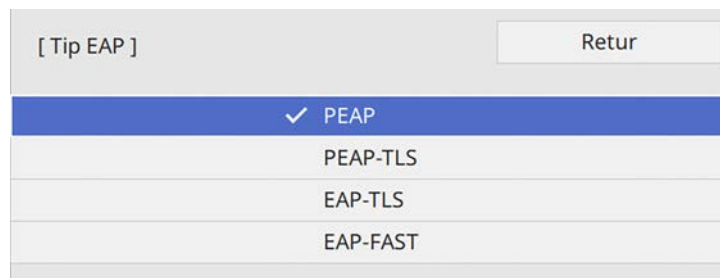 [ Tip EAP ]
Retur
PEAP
PEAP-TLS
EAP-TLS
EAP-FAST